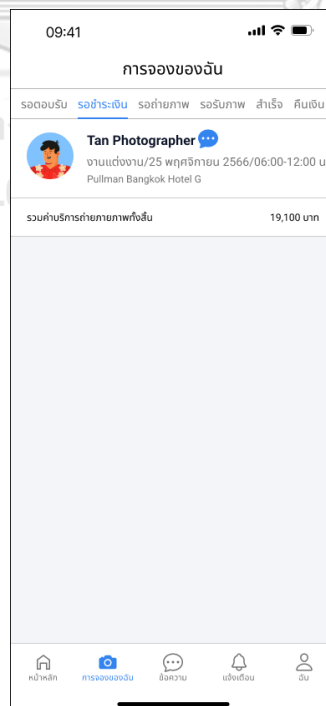 09:41
การจองของฉัน
รอตอบรับ รอชำระเงิน รอถ่ายภาพ รอรับภาพ สำเร็จ คืนเงิน
Tan Photographer
งานแต่งงาน/25 พฤศจิกายน 2566/06:00-12:00 น
Pullman Bangkok Hotel G
รวมค่าบริการถ่ายภายภาพทั้งสิ้น 19,100 บาท
หน้าหลัก การจองของฉัน ข้อความ แจ้งเตือน ฉัน